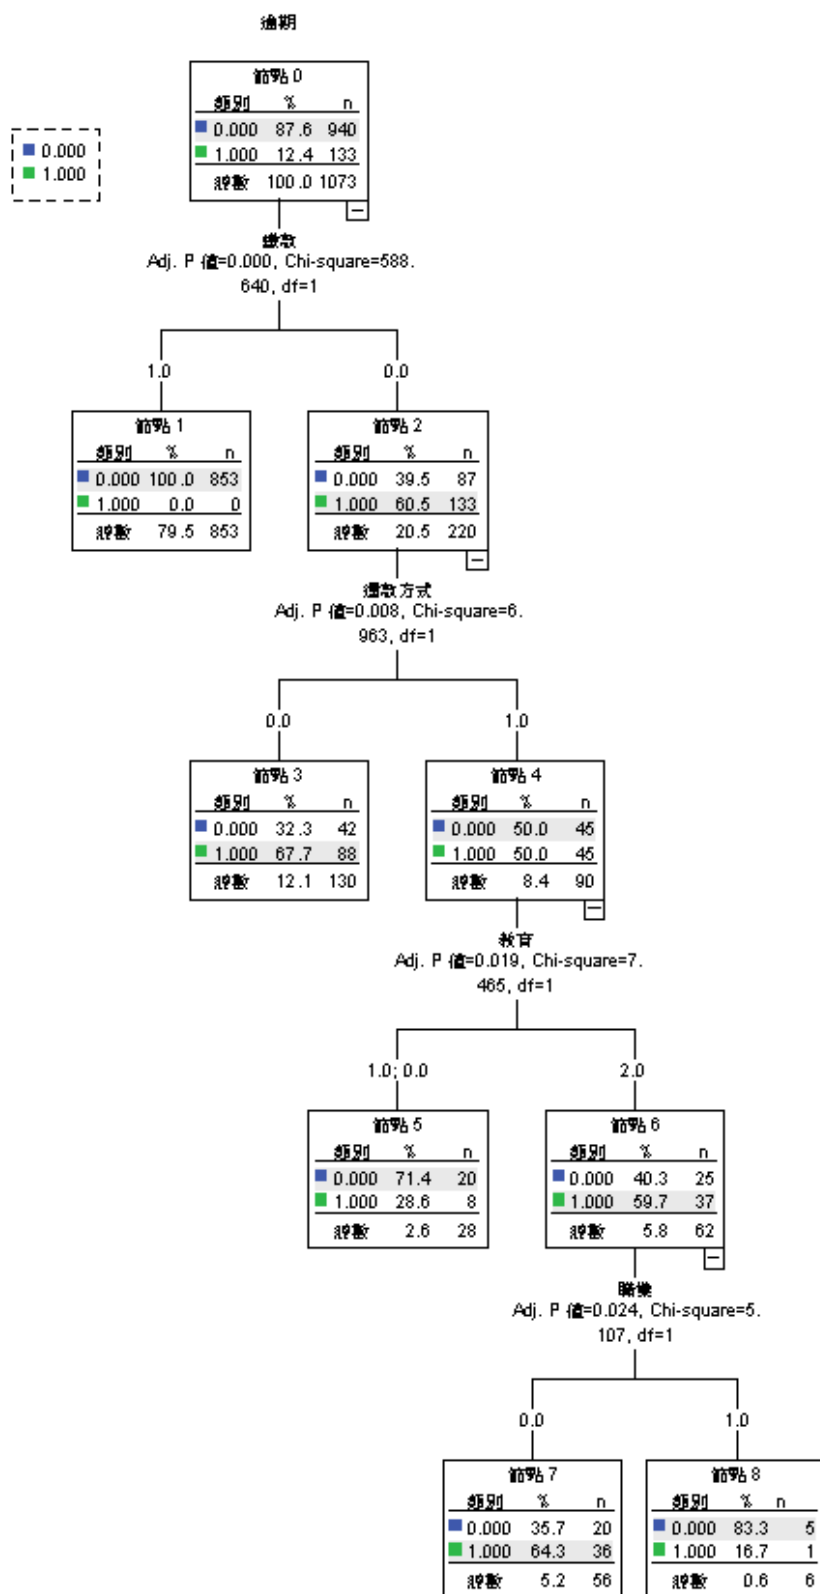 逾期
節點 0
類別 % n
0.000 87.6 940
1.000 12.4 133
總數 100.0 1073
0.000
1.000
繳款
Adj. P 值=0.000, Chi-square=588.
640, df=1
1.0 0.0
節點 1
類別 % n
0.000 100.0 853
1.000 0.0 0
總數 79.5 853
節點 2
類別 % n
0.000 39.5 87
1.000 60.5 133
總數 20.5 220
還款方式
Adj. P 值=0.008, Chi-square=6.
963, df=1
0.0 1.0
節點 3
類別 % n
0.000 32.3 42
1.000 67.7 88
總數 12.1 130
節點 4
類別 % n
0.000 50.0 45
1.000 50.0 45
總數 8.4 90
教育
Adj. P 值=0.019, Chi-square=7.
465, df=1
1.0; 0.0 2.0
節點 5
類別 % n
0.000 71.4 20
1.000 28.6 8
總數 2.6 28
節點 6
類別 % n
0.000 40.3 25
1.000 59.7 37
總數 5.8 62
職業
Adj. P 值=0.024, Chi-square=5.
107, df=1
0.0 1.0
節點 7
類別 % n
0.000 35.7 20
1.000 64.3 36
總數 5.2 56
節點 8
類別 % n
0.000 83.3 5
1.000 16.7 1
總數 0.6 6